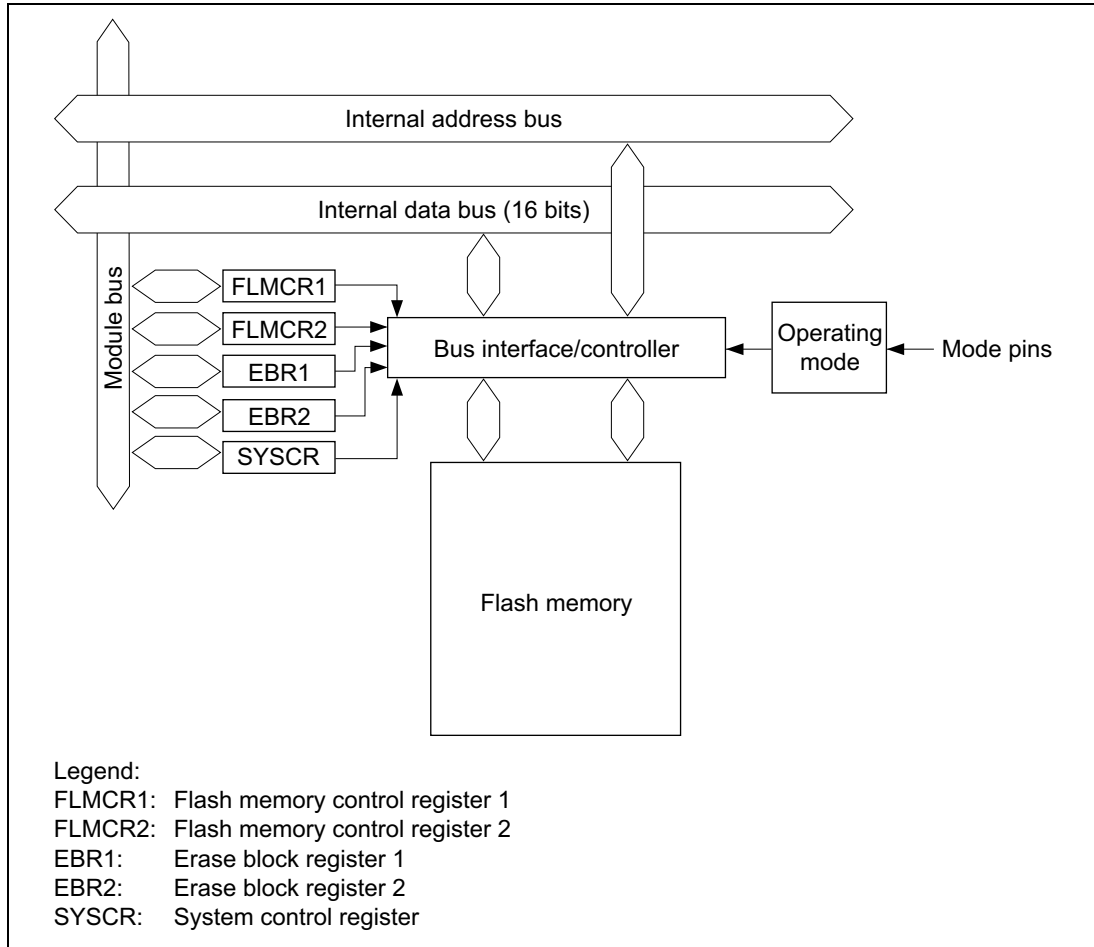 Internal address bus
Internal data bus (16 bits)
Module bus
FLMCR1
FLMCR2
EBR1
EBR2
SYSCR
Bus interface/controller
Operating
mode
Mode pins
Flash memory
Legend:
FLMCR1: Flash memory control register 1
FLMCR2: Flash memory control register 2
EBR1: Erase block register 1
EBR2: Erase block register 2
SYSCR: System control register